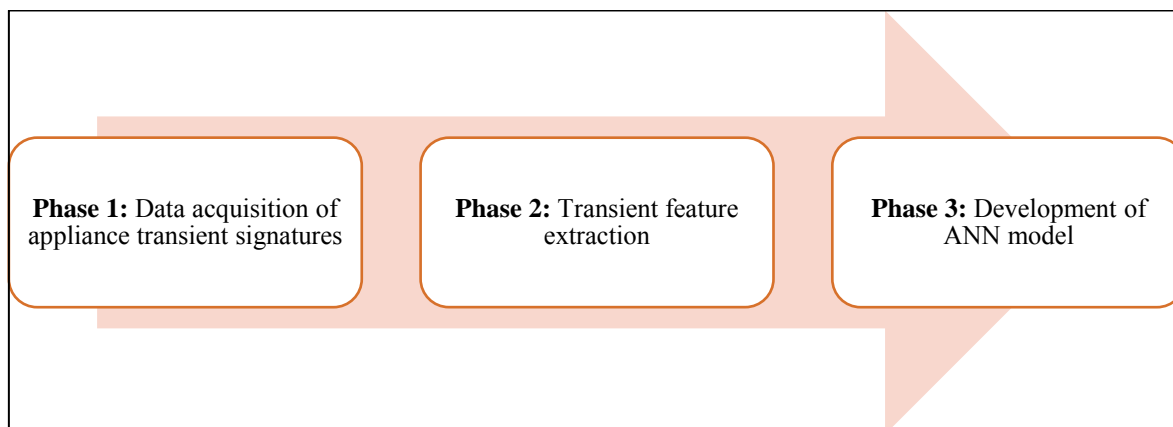 Phase 1: Data acquisition of
appliance transient signatures
Phase 2: Transient feature
extraction
Phase 3: Development of
ANN model